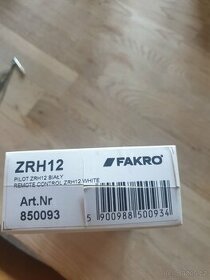 ZRH12
PILOT ZRH12 BIAŁY
REMOTE CONTROL ZRH12 WHITE
Art.Nr
850093
FAKRO
5 900988 500934